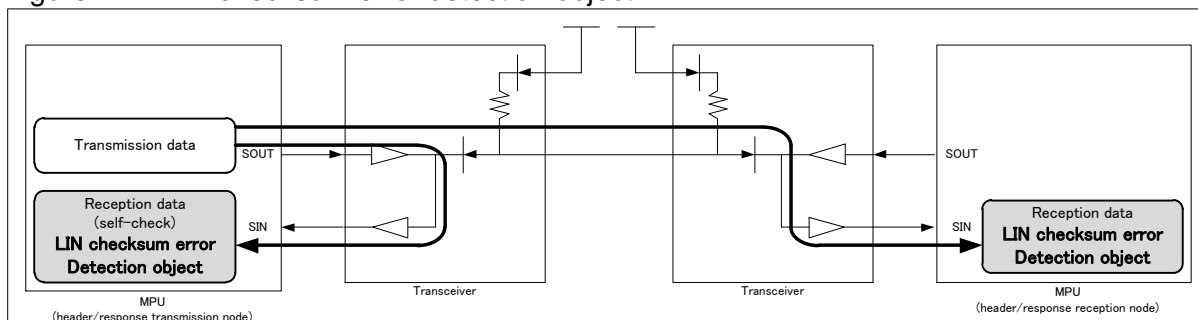 Transmission data
SOUT
Reception data
(self-check)
LIN checksum error
Detection object
SIN
MPU
(header/response transmission node)
Transceiver
Transceiver
SOUT
SIN
Reception data
LIN checksum error
Detection object
MPU
(header/response reception node)